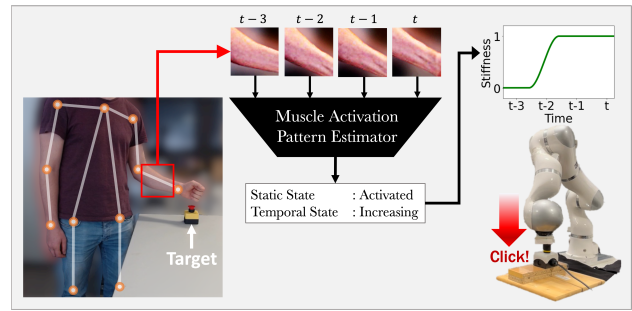 t − 3
t − 2
t − 1
t
Muscle Activation
Pattern Estimator
Static State : Activated
Temporal State : Increasing
Target
Stiffness
1
0
t-3
t-2
t-1
t
Time
Click!